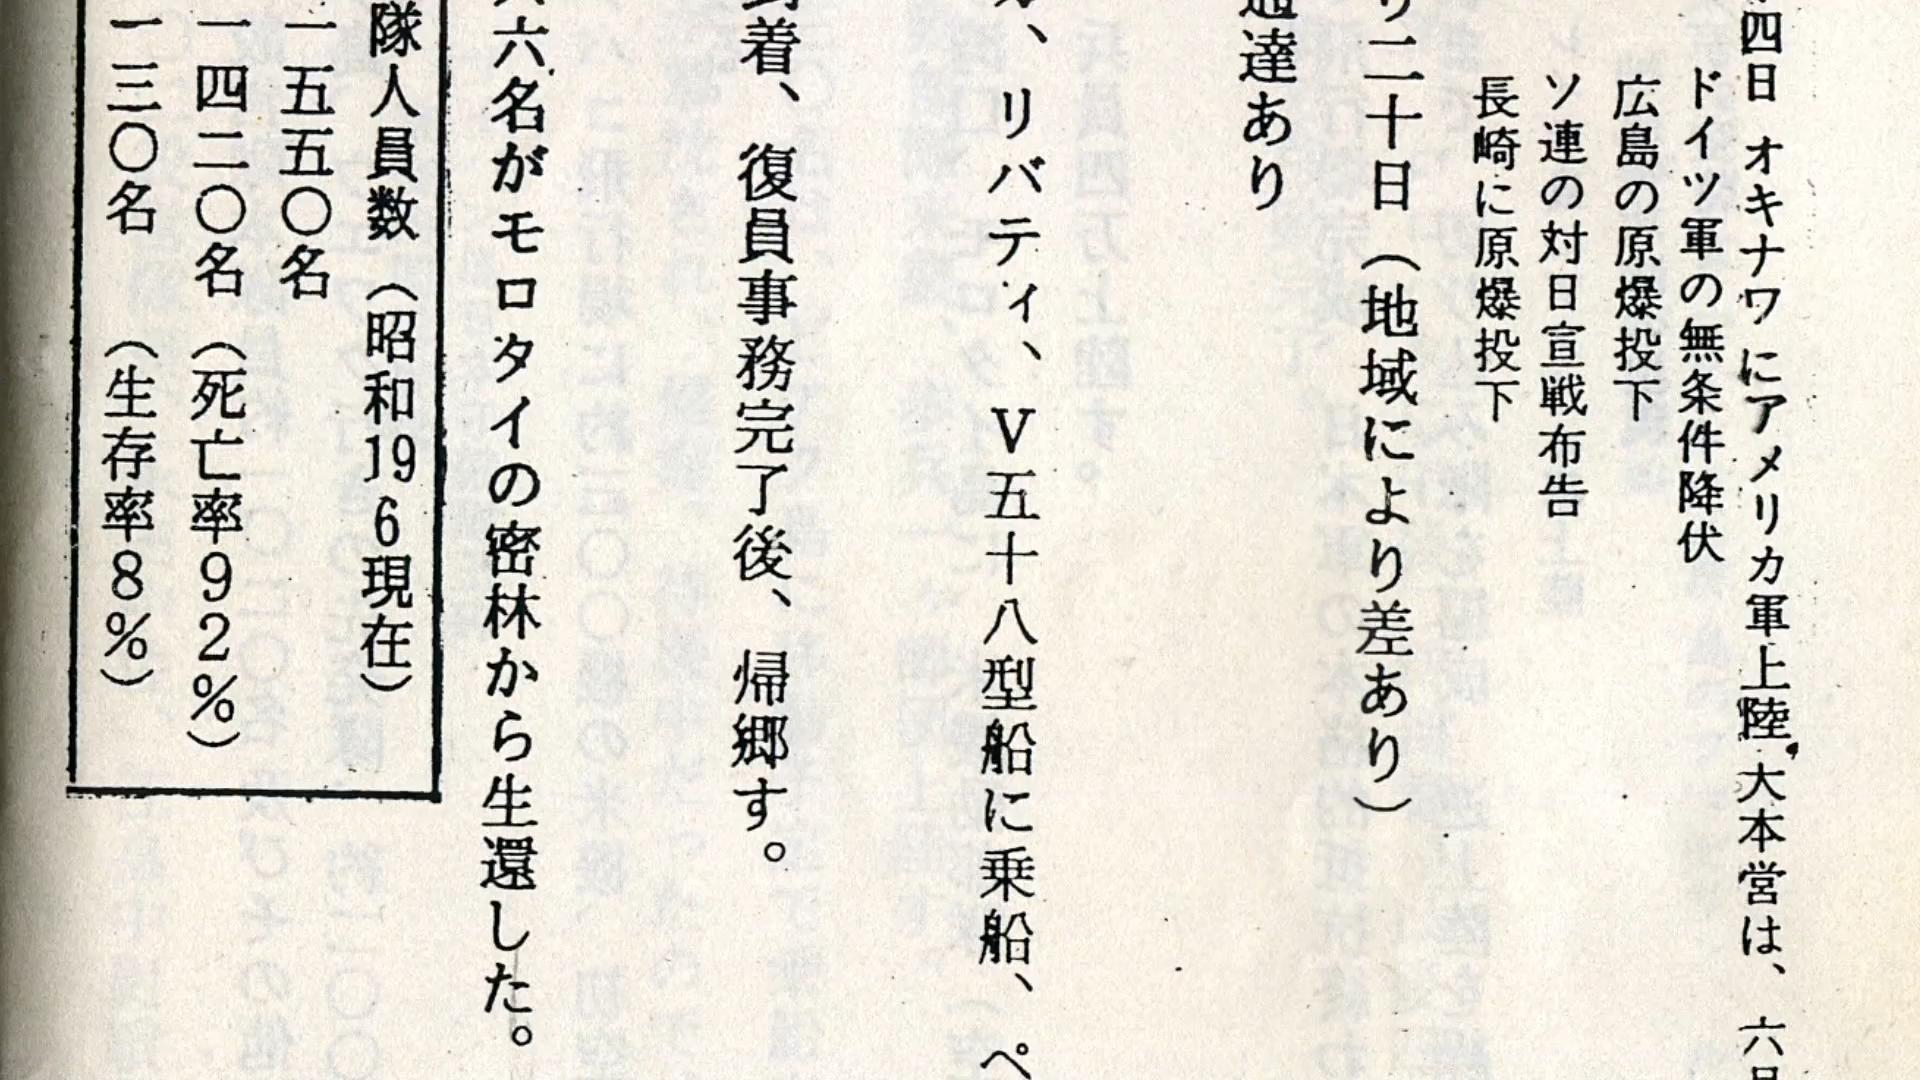 四日 オキナワにアメリカ軍上陸 大本営は、六
ドイツ軍の無条件降伏
広島の原爆投下
ソ連の対日宣戦布告
長崎に原爆投下
り二十日（地域により差あり）
通達あり
、リバティ、V五十八型船に乗船、ペ
着、復員事務完了後、帰郷す。
六名がモロタイの密林から生還した。
隊人員数（昭和19 6現在）
一五五〇名
一四二〇名（死亡率92%）
一三〇名（生存率8%）